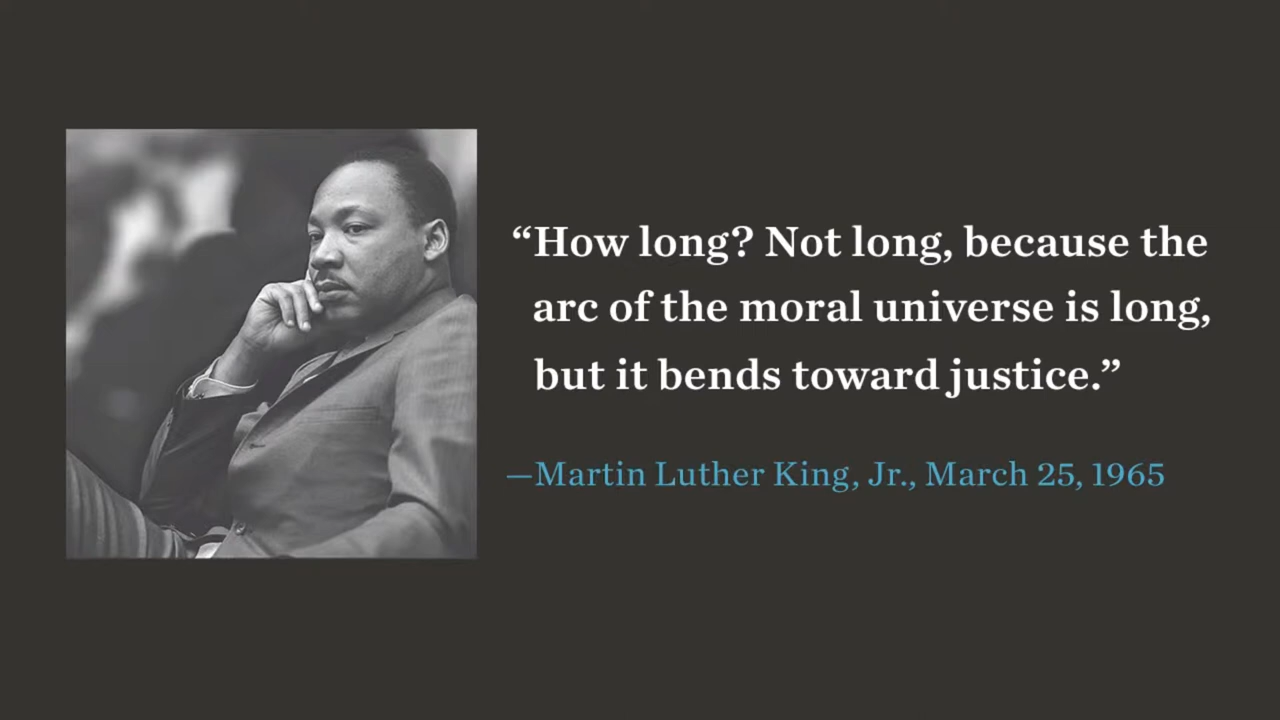 “How long? Not long, because the
arc of the moral universe is long,
but it bends toward justice.”
—Martin Luther King, Jr., March 25, 1965